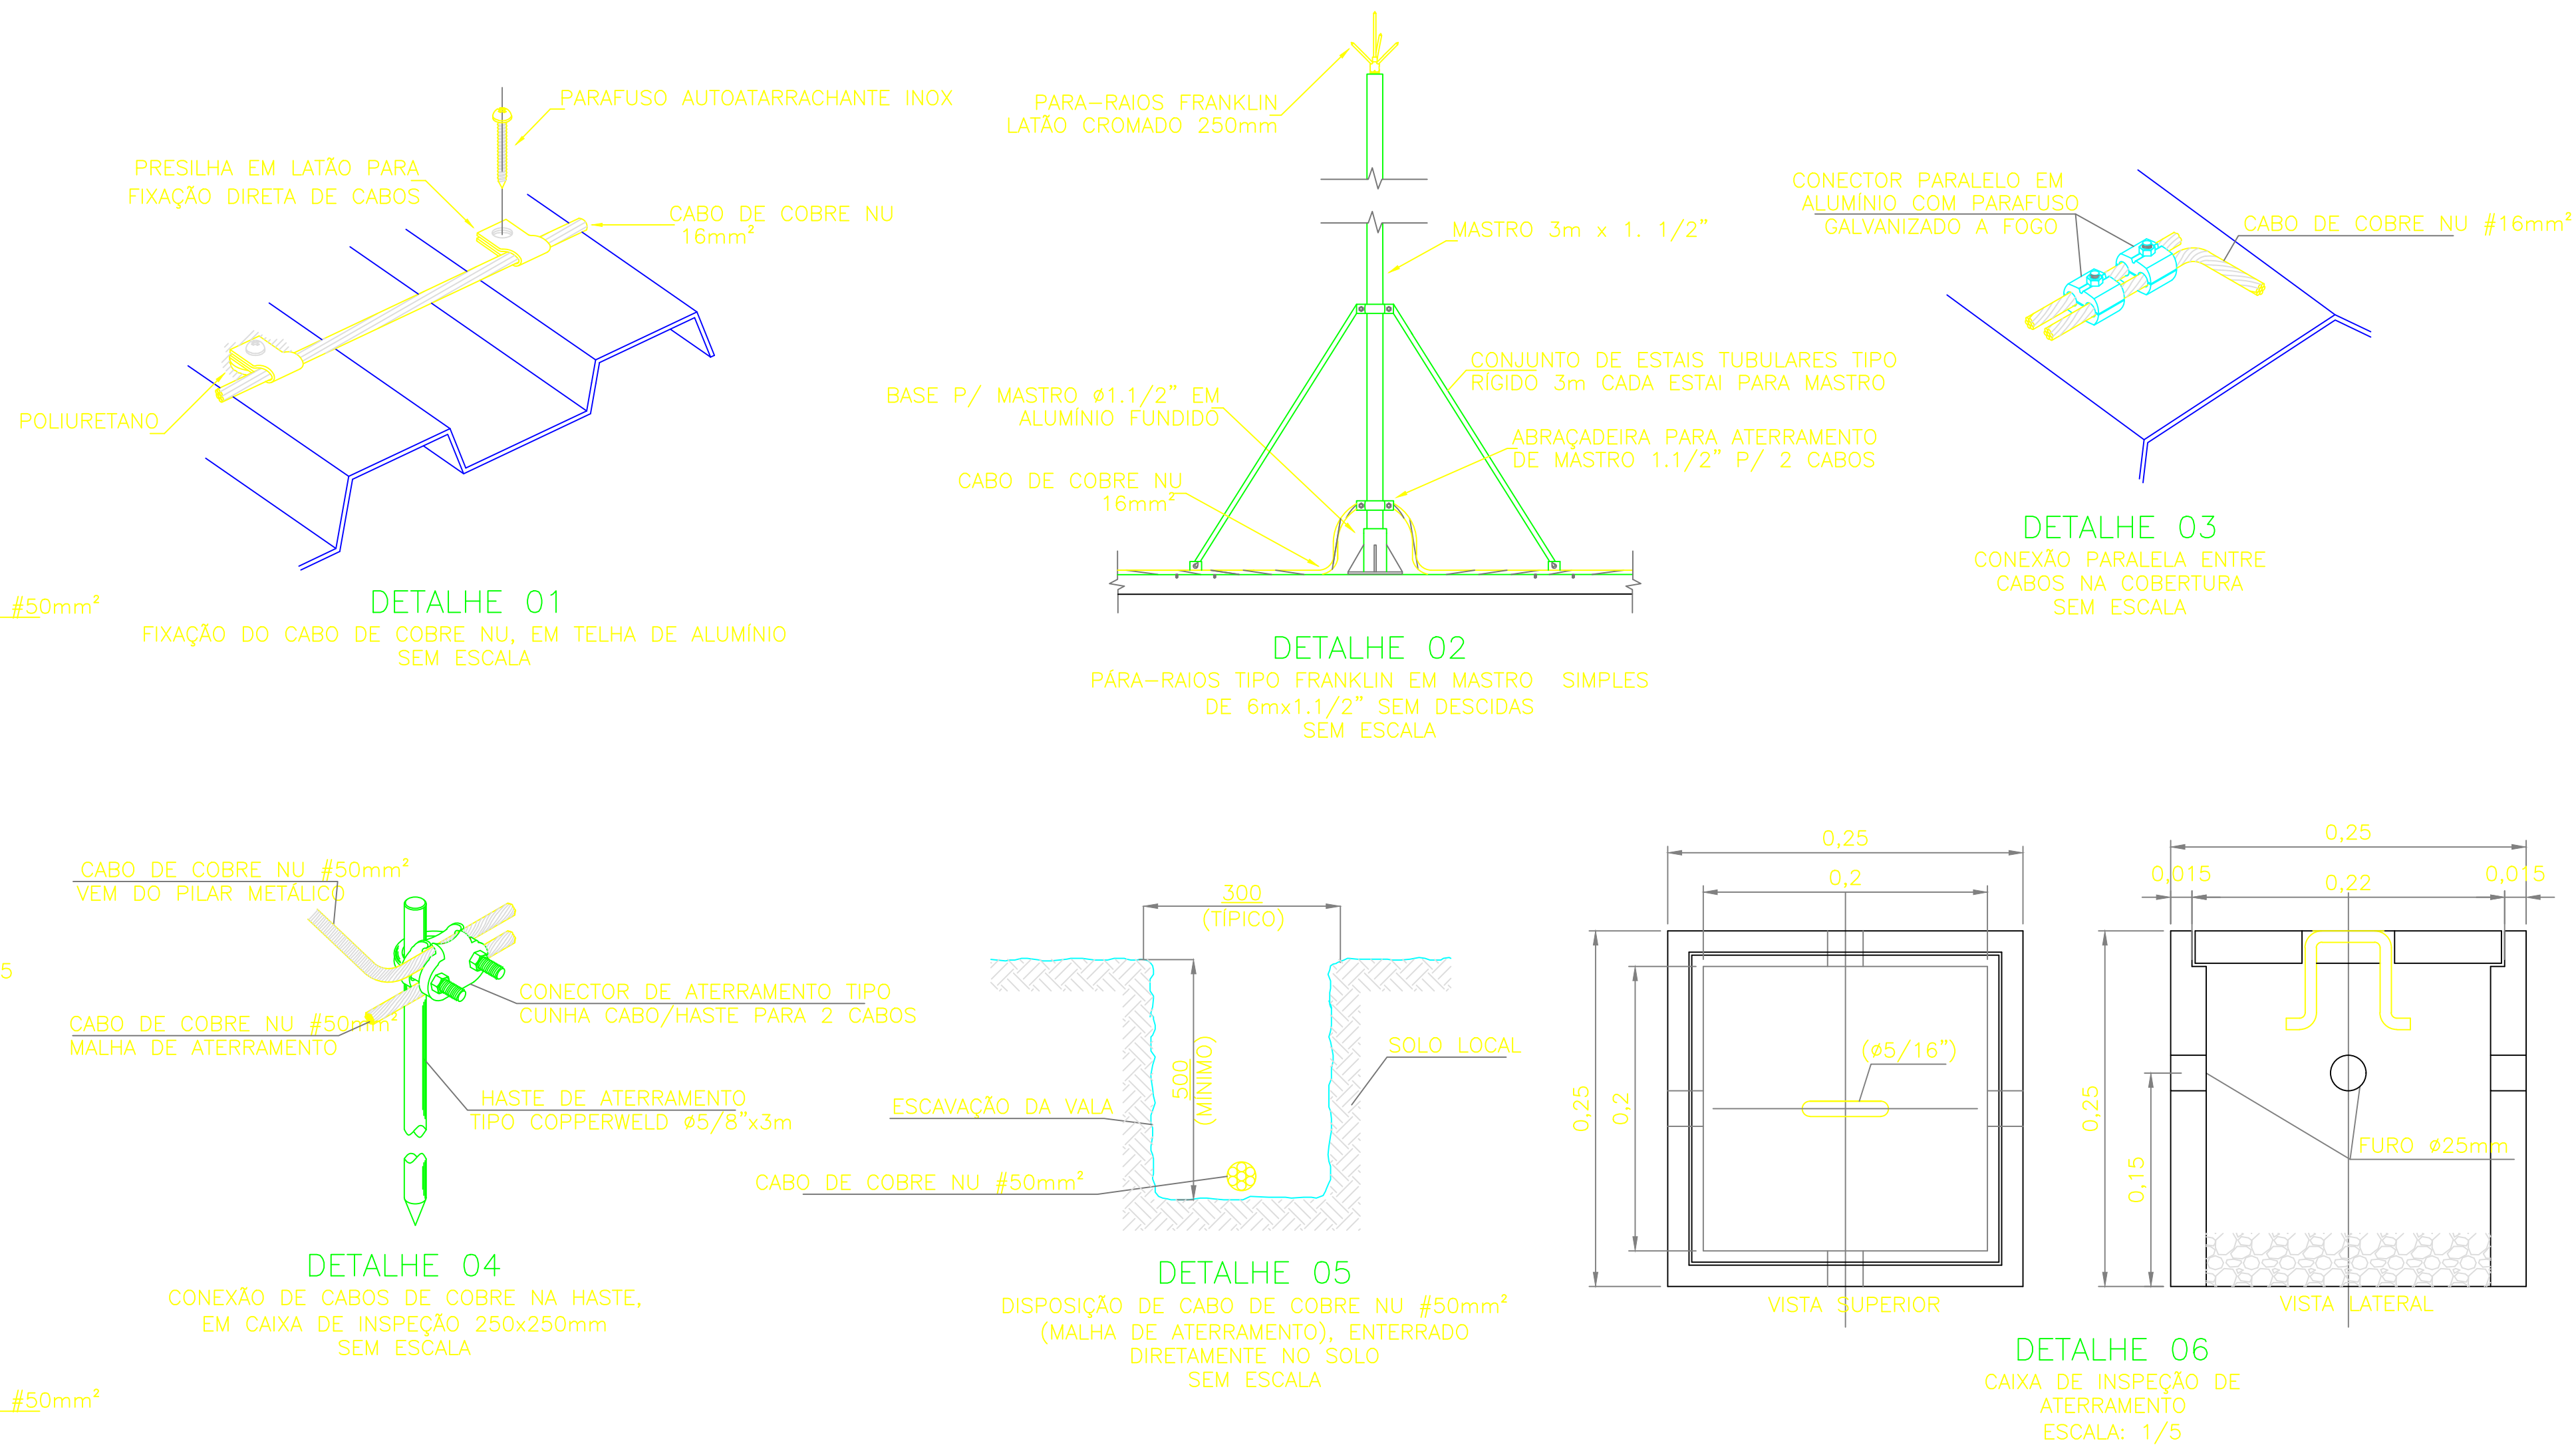 PARAFUSO AUTOATARRACHANTE INOX
PRESILHA EM LATÃO PARA
FIXAÇÃO DIRETA DE CABOS
CABO DE COBRE NU
16mm²
POLIURETANO
#50mm²
DETALHE 01
FIXAÇÃO DO CABO DE COBRE NU, EM TELHA DE ALUMÍNIO
SEM ESCALA
PARA-RAIOS FRANKLIN
LATÃO CROMADO 250mm
MASTRO 3m x 1. 1/2"
CONJUNTO DE ESTAIS TUBULARES TIPO
RÍGIDO 3m CADA ESTAI PARA MASTRO
BASE P/ MASTRO ø1.1/2" EM
ALUMÍNIO FUNDIDO
ABRAÇADEIRA PARA ATERRAMENTO
DE MASTRO 1.1/2" P/ 2 CABOS
CABO DE COBRE NU
16mm²
DETALHE 02
PÁRA-RAIOS TIPO FRANKLIN EM MASTRO SIMPLES
DE 6mx1.1/2" SEM DESCIDAS
SEM ESCALA
CONECTOR PARALELO EM
ALUMÍNIO COM PARAFUSO
GALVANIZADO A FOGO
CABO DE COBRE NU #16mm²
DETALHE 03
CONEXÃO PARALELA ENTRE
CABOS NA COBERTURA
SEM ESCALA
CABO DE COBRE NU #50mm²
VEM DO PILAR METÁLICO
5
CONECTOR DE ATERRAMENTO TIPO
CUNHA CABO/HASTE PARA 2 CABOS
CABO DE COBRE NU #50mm²
MALHA DE ATERRAMENTO
HASTE DE ATERRAMENTO
TIPO COPPERWELD ø5/8"x3m
DETALHE 04
CONEXÃO DE CABOS DE COBRE NA HASTE,
EM CAIXA DE INSPEÇÃO 250x250mm
SEM ESCALA
#50mm²
300
(TÍPICO)
500
(MÍNIMO)
SOLO LOCAL
ESCAVAÇÃO DA VALA
CABO DE COBRE NU #50mm²
DETALHE 05
DISPOSIÇÃO DE CABO DE COBRE NU #50mm²
(MALHA DE ATERRAMENTO), ENTERRADO
DIRETAMENTE NO SOLO
SEM ESCALA
0,25
0,2
0,25
0,2
(ø5/16")
VISTA SUPERIOR
0,25
0,015
0,22
0,015
0,25
0,15
FURO ø25mm
VISTA LATERAL
DETALHE 06
CAIXA DE INSPEÇÃO DE
ATERRAMENTO
ESCALA: 1/5